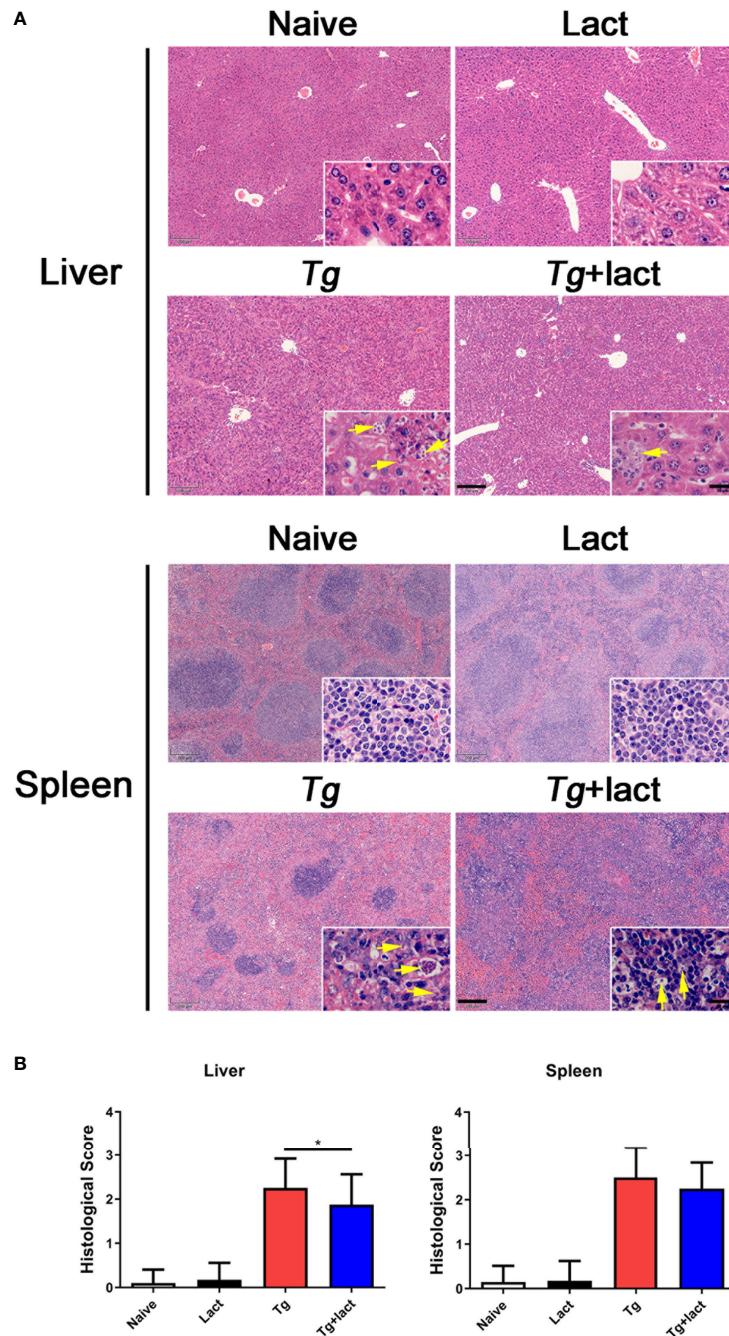 A
Naive
Lact
Liver
Tg
Tg+lact
Naive
Lact
Spleen
Tg
Tg+lact
B
Liver
Spleen
Histological Score
4
3
2
1
0
Naive
Lact
Tg
Tg+lact
*
Histological Score
4
3
2
1
0
Naive
Lact
Tg
Tg+lact